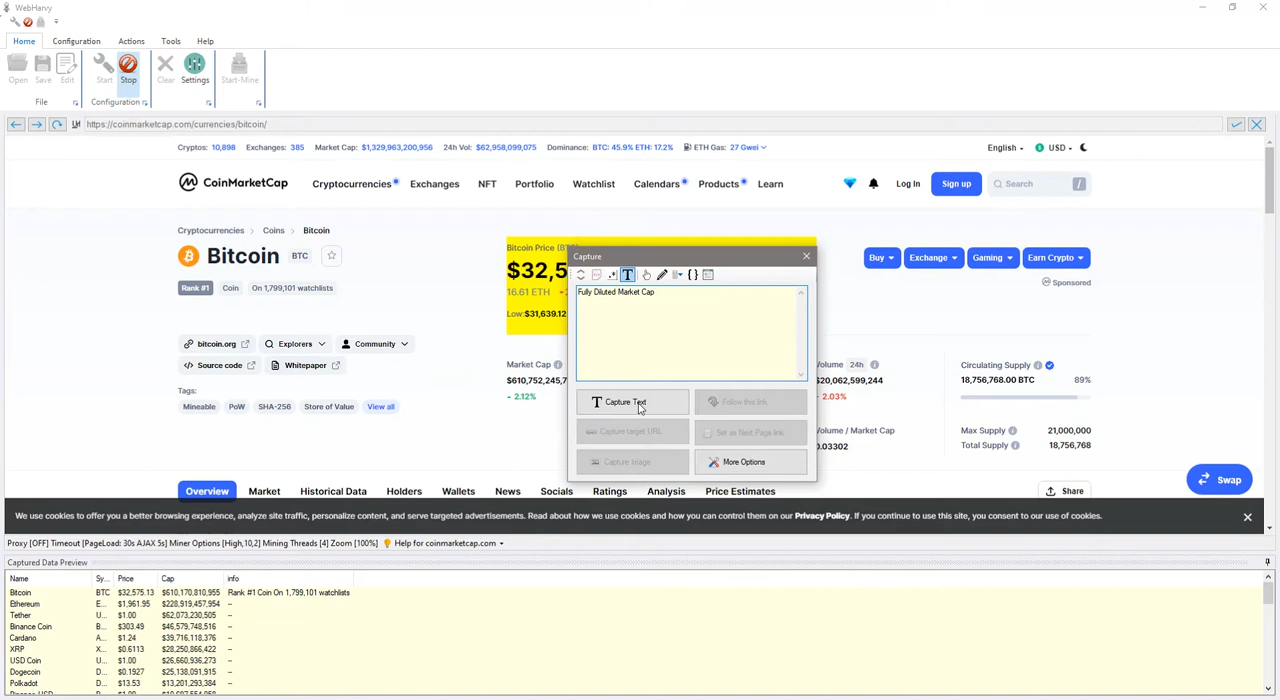 WebHarvy
Home Configuration Actions Tools Help
Open Save Edit Start Stop Clear Settings Start-Mine
File Configuration
Url https://coinmarketcap.com/currencies/bitcoin/
Cryptos: 10,898 Exchanges: 385 Market Cap: $1,329,963,200,956 24h Vol: $62,958,099,075 Dominance: BTC: 45.9% ETH: 17.2% ETH Gas: 27 Gwei English USD
CoinMarketCap Cryptocurrencies Exchanges NFT Portfolio Watchlist Calendars Products Learn Log In Sign up Search /
Cryptocurrencies > Coins > Bitcoin
Bitcoin BTC
Rank #1 Coin On 1,799,101 watchlists
bitcoin.org Explorers Community
Source code Whitepaper
Tags:
Mineable PoW SHA-256 Store of Value View all
Bitcoin Price (BTC)
$32,5
16.61 ETH
Low: $31,639.12
Buy Exchange Gaming Earn Crypto
Sponsored
Market Cap
$610,752,245,7
2.12%
Volume 24h
$20,062,599,244
2.03%
Volume / Market Cap
0.03302
Circulating Supply
18,756,768.00 BTC 89%
Max Supply 21,000,000
Total Supply 18,756,768
Capture
Fully Diluted Market Cap
Capture Text Follow this link
Capture target URL Set as Next Page link
Capture Image More Options
Overview Market Historical Data Holders Wallets News Socials Ratings Analysis Price Estimates Share
Swap
We use cookies to offer you a better browsing experience, analyze site traffic, personalize content, and serve targeted advertisements. Read about how we use cookies and how you can control them on our Privacy Policy. If you continue to use this site, you consent to our use of cookies.
Proxy [OFF] Timeout [PageLoad: 30s AJAX 5s] Miner Options [High,10,2] Mining Threads [4] Zoom [100%] Help for coinmarketcap.com
Captured Data Preview
Name Sy... Price Cap info
Bitcoin BTC $32,575.13 $610,170,810,955 Rank #1 Coin On 1,799,101 watchlists
Ethereum E... $1,961.95 $228,919,457,954 --
Tether U... $1.00 $62,073,230,505 --
Binance Coin B... $303.49 $46,579,748,516 --
Cardano A... $1.24 $39,716,118,376 --
XRP X... $0.6113 $28,250,866,422 --
USD Coin U... $1.00 $26,660,936,273 --
Dogecoin D... $0.1927 $25,138,091,915 --
Polkadot D... $13.53 $13,201,293,384 --